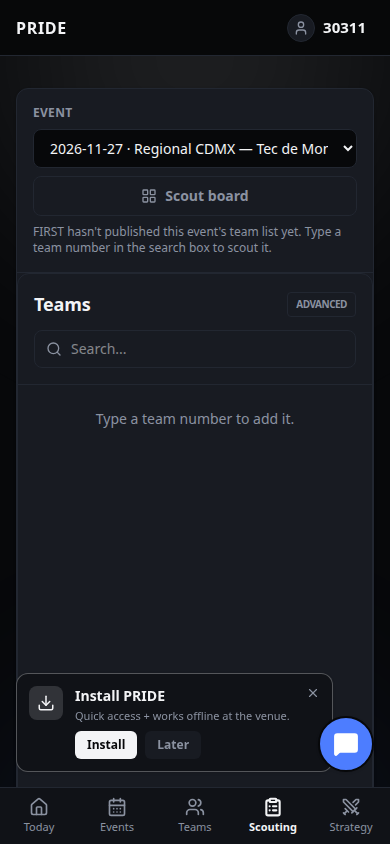 PRIDE
30311
EVENT
2026-11-27 · Regional CDMX — Tec de Mor
Scout board
FIRST hasn't published this event's team list yet. Type a
team number in the search box to scout it.
Teams
ADVANCED
Search...
Type a team number to add it.
Install PRIDE
Quick access + works offline at the venue.
Install
Later
Today
Events
Teams
Scouting
Strategy